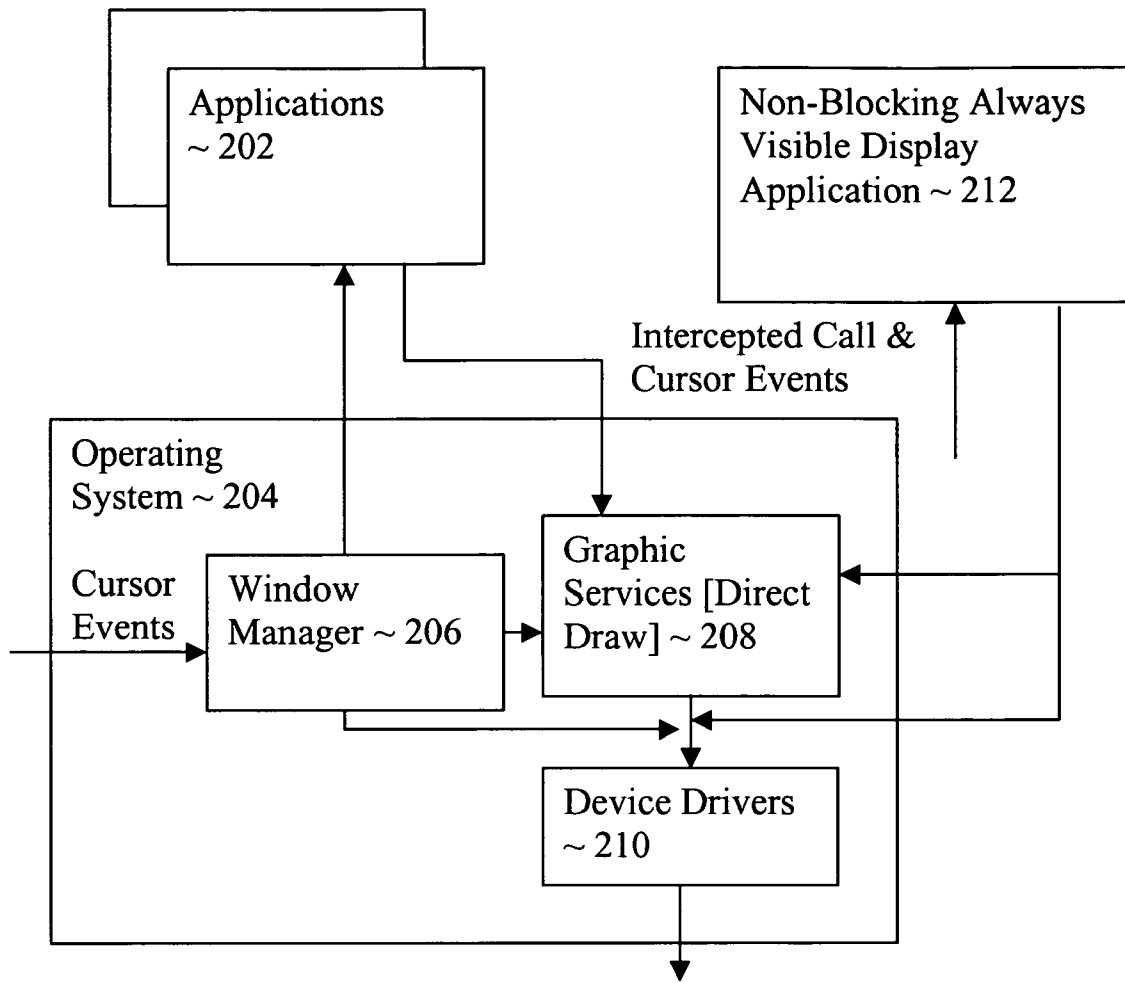 Applications
~ 202
Non-Blocking Always
Visible Display
Application ~ 212
Intercepted Call &
Cursor Events
Operating
System ~ 204
Cursor
Events
Window
Manager ~ 206
Graphic
Services [Direct
Draw] ~ 208
Device Drivers
~ 210